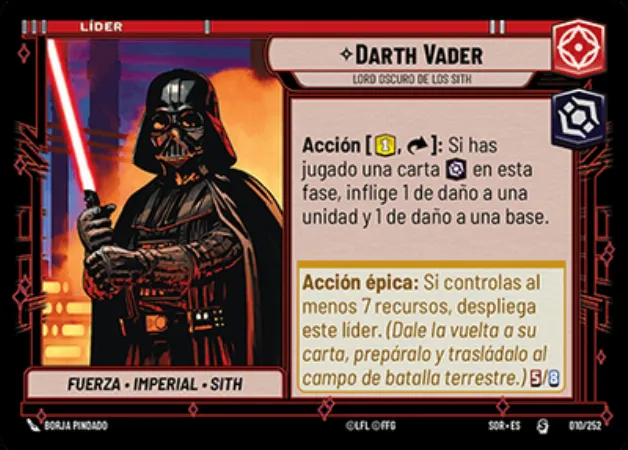 LÍDER
DARTH VADER
LORD OSCURO DE LOS SITH
Acción [1, ]: Si has
jugado una carta en esta
fase, inflige 1 de daño a una
unidad y 1 de daño a una base.
Acción épica: Si controlas al
menos 7 recursos, despliega
este líder. (Dale la vuelta a su
carta, prepáralo y trasládalo al
campo de batalla terrestre.) 5/8
FUERZA • IMPERIAL • SITH
BORJA PINDADO
©LFL ©FFG
SOR•ES
010/252